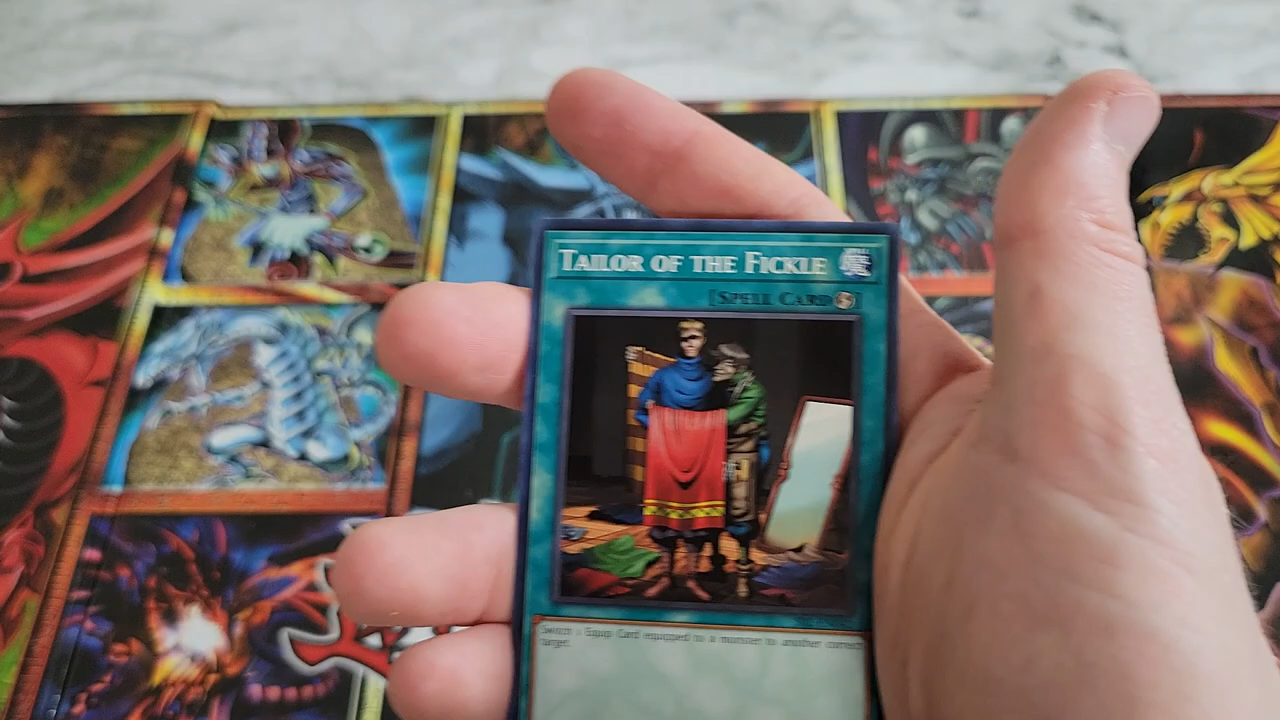 TAILOR OF THE FICKLE
[SPELL CARD
Switch 1 Equip Card equipped to a monster to another correct
target.